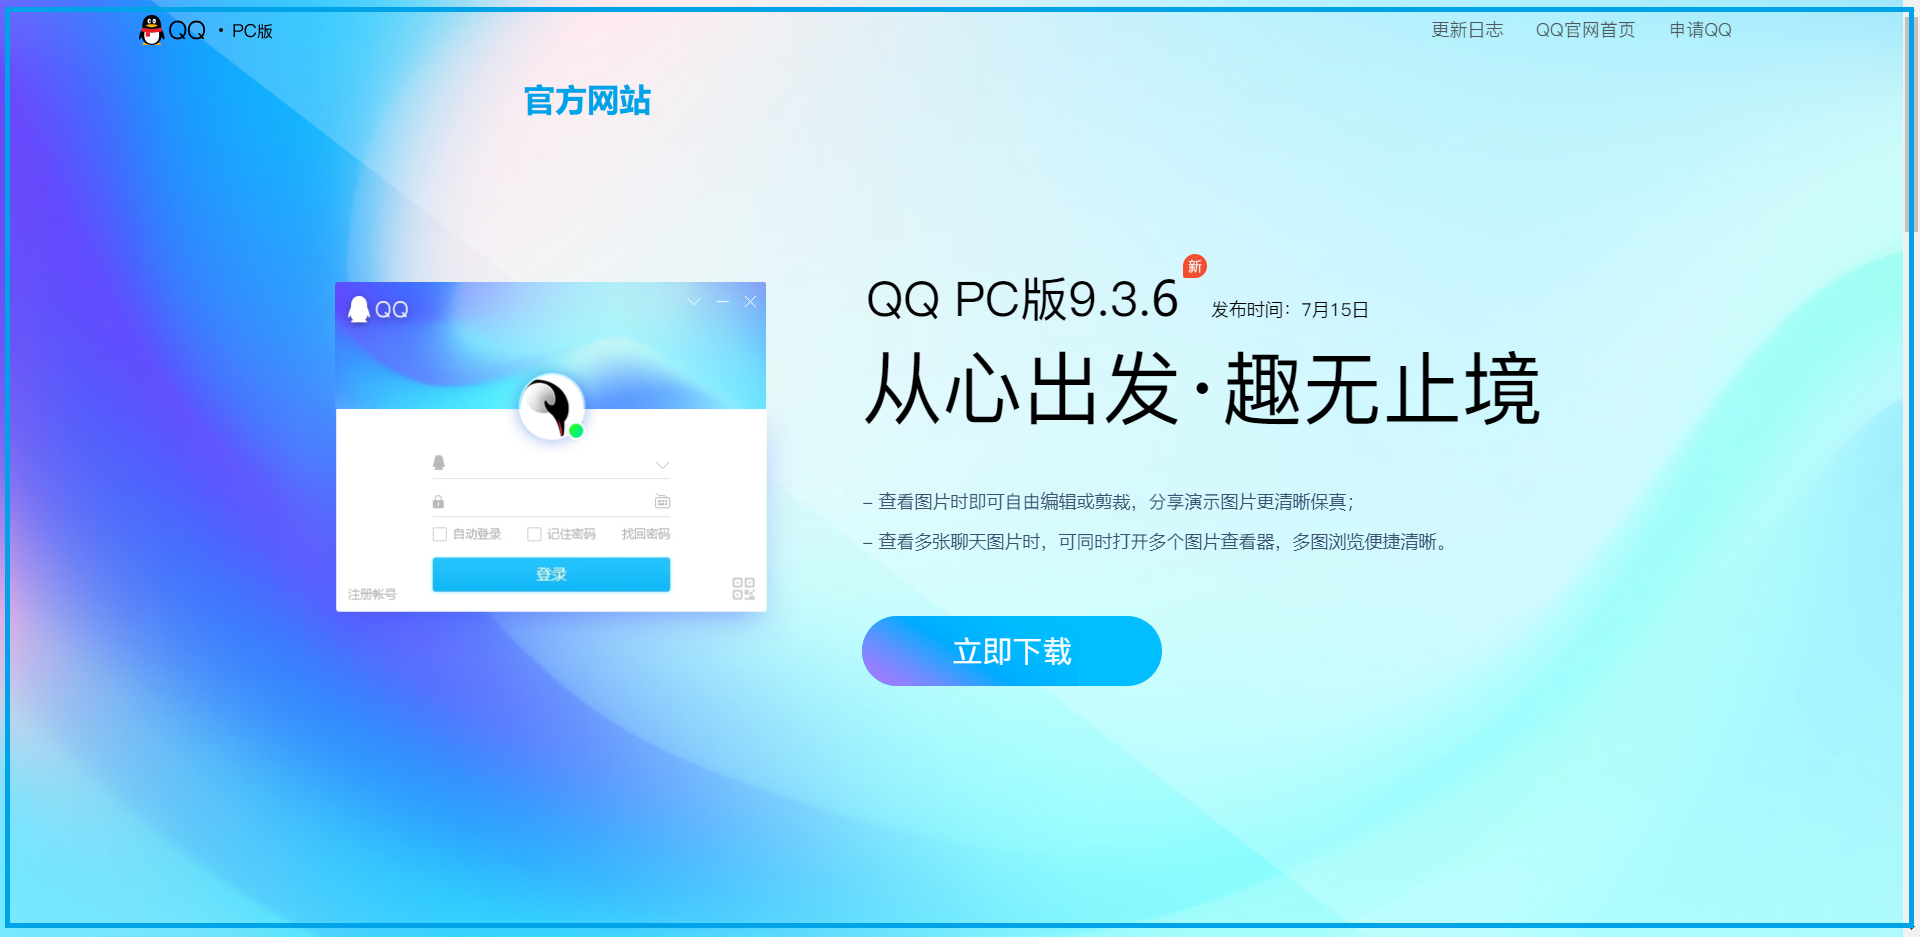 QQ · PC版
更新日志 QQ官网首页 申请QQ
官方网站
QQ
自动登录 记住密码 找回密码
登录
注册帐号
QQ PC版9.3.6 新 发布时间：7月15日
从心出发·趣无止境
– 查看图片时即可自由编辑或剪裁，分享演示图片更清晰保真；
– 查看多张聊天图片时，可同时打开多个图片查看器，多图浏览便捷清晰。
立即下载